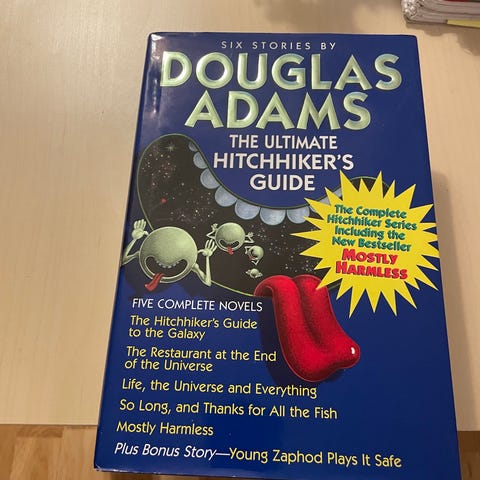 SIX STORIES BY
DOUGLAS
ADAMS
THE ULTIMATE
HITCHHIKER'S
GUIDE
The Complete
Hitchhiker Series
Including the
New Bestseller
MOSTLY
HARMLESS
FIVE COMPLETE NOVELS
The Hitchhiker's Guide
to the Galaxy
The Restaurant at the End
of the Universe
Life, the Universe and Everything
So Long, and Thanks for All the Fish
Mostly Harmless
Plus Bonus Story—Young Zaphod Plays It Safe